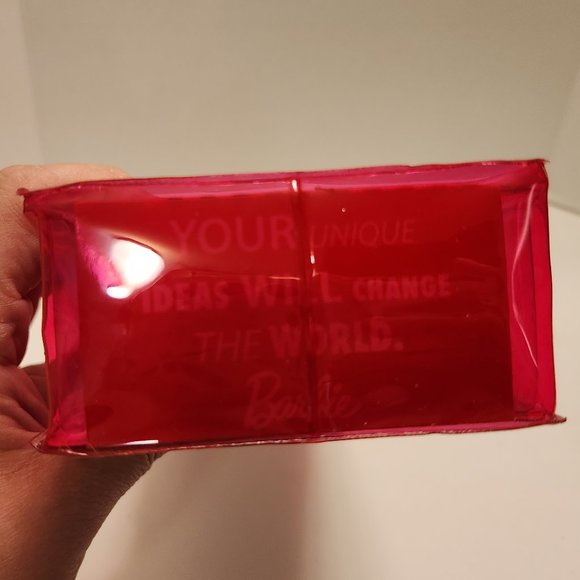 YOUR UNIQUE
IDEAS WILL CHANGE
THE WORLD.
Barbie